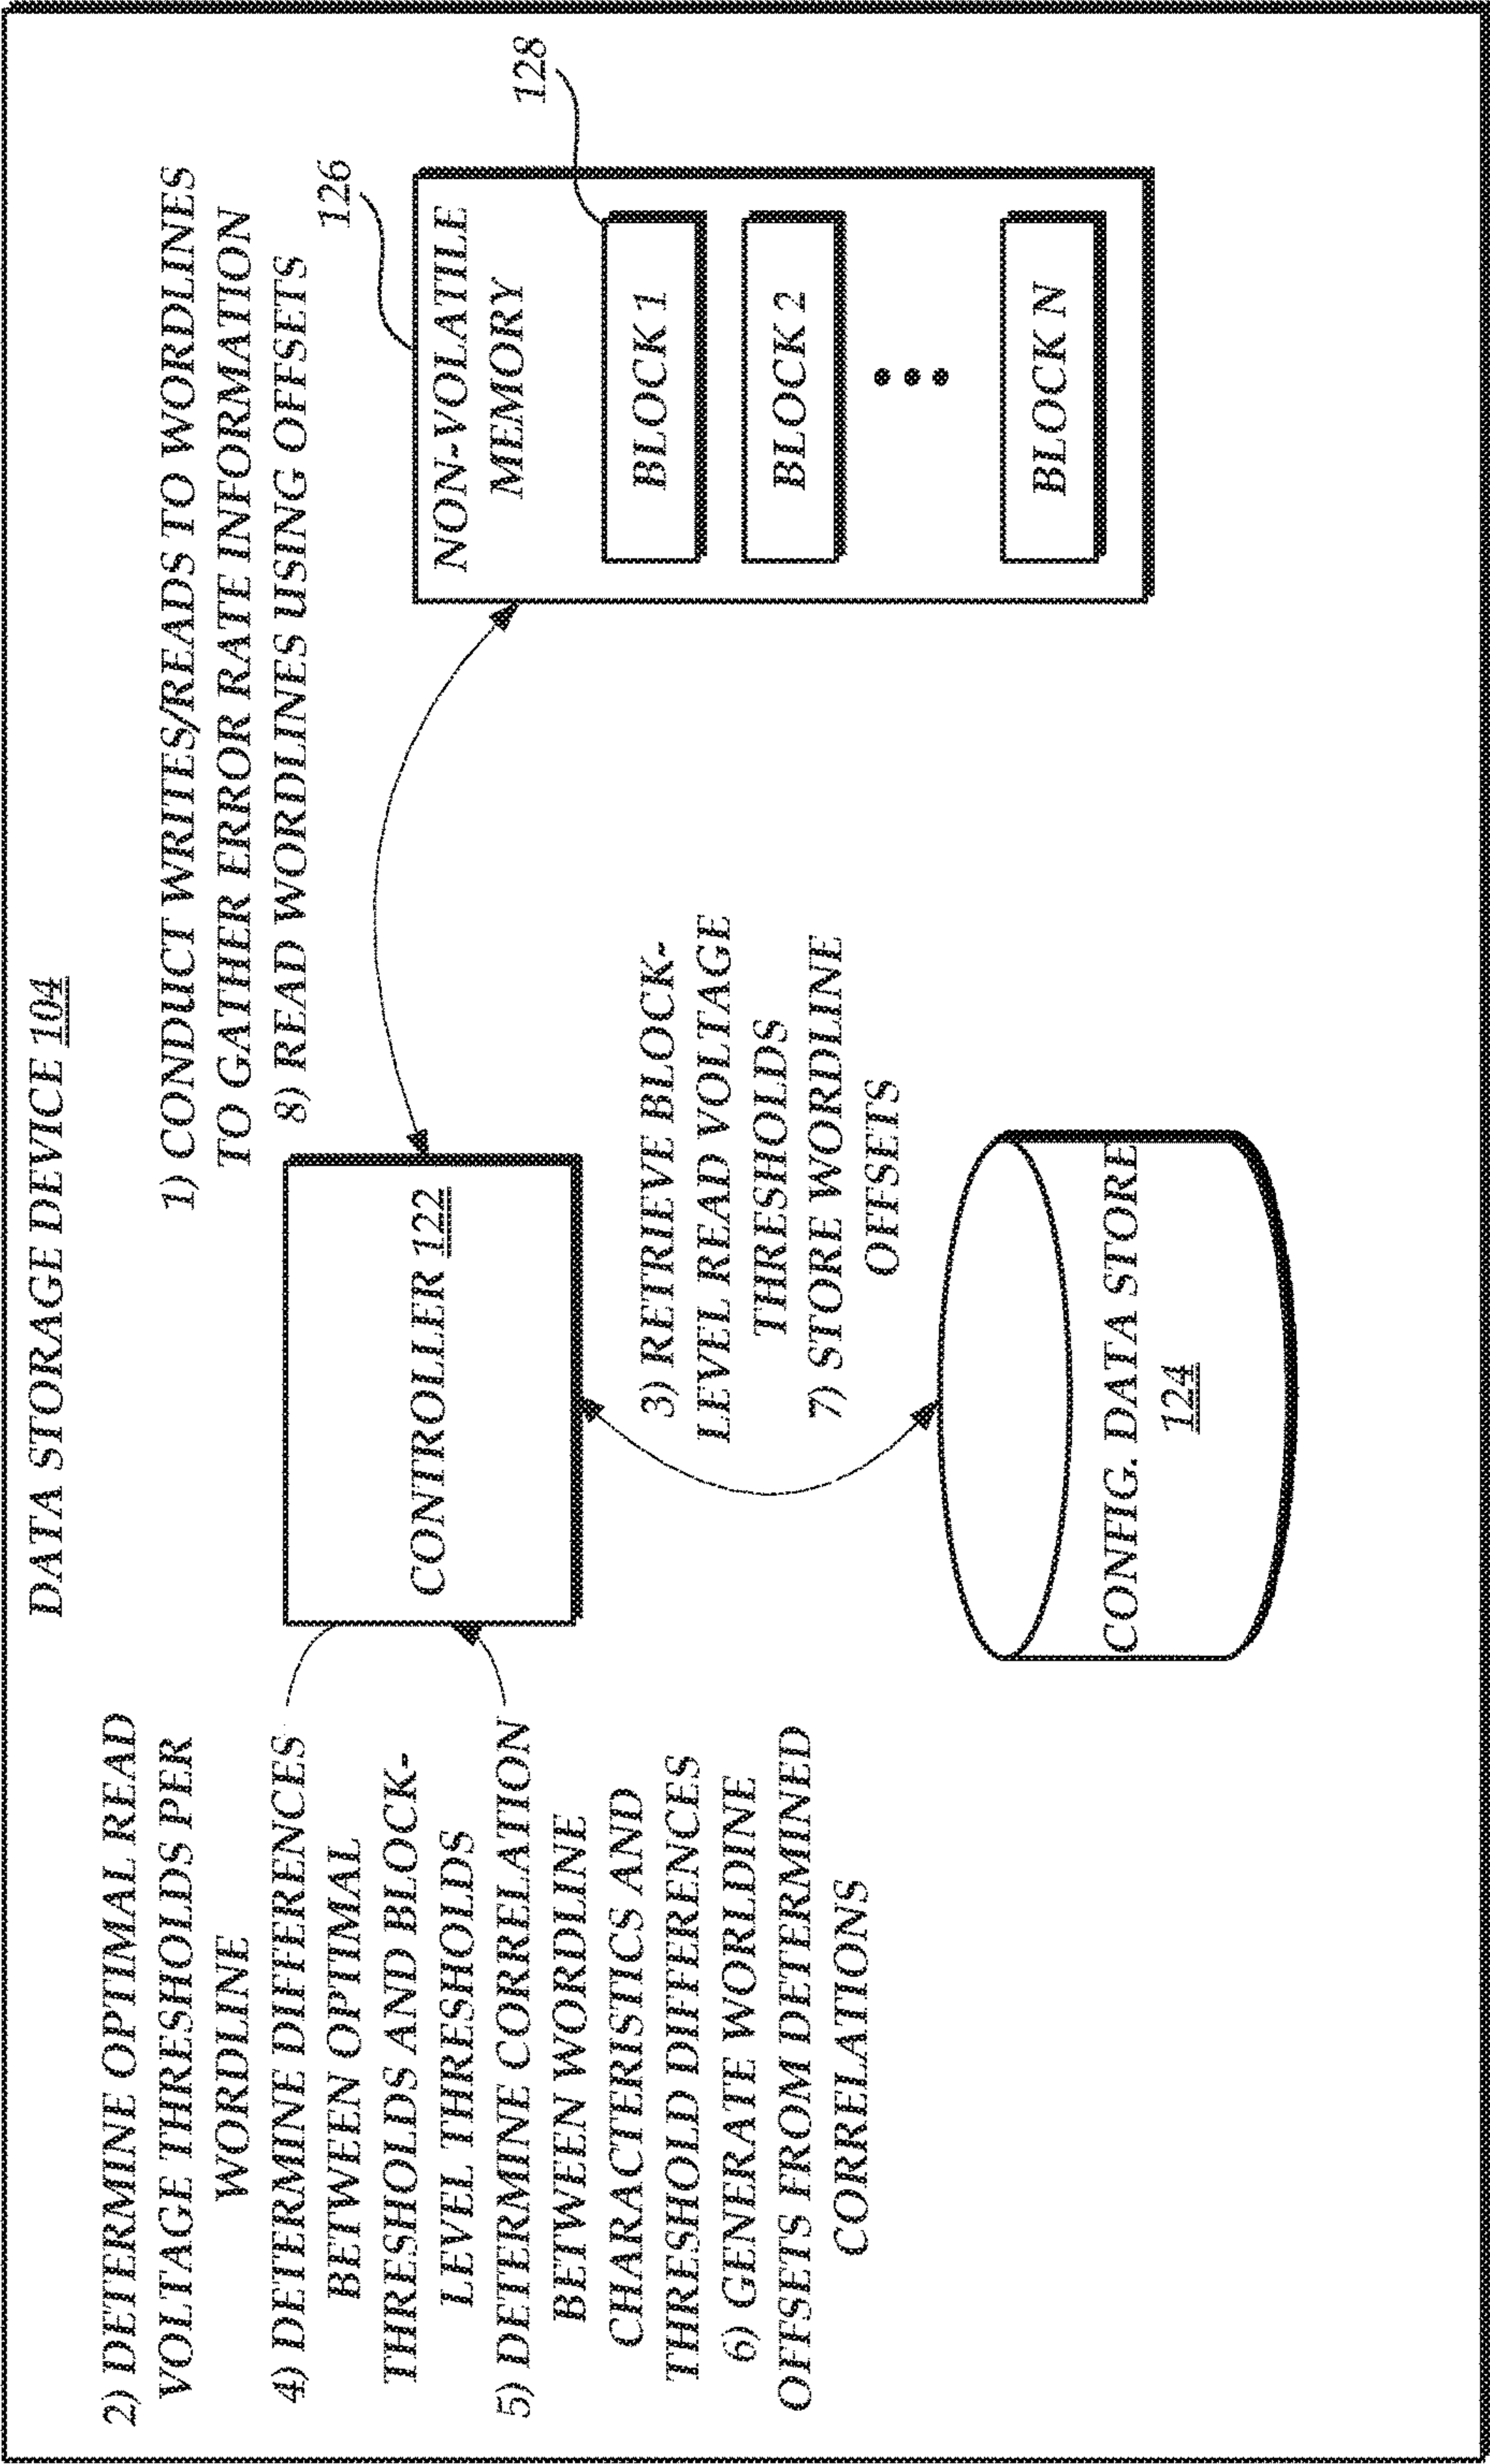 DATA STORAGE DEVICE 104
2) DETERMINE OPTIMAL READ
VOLTAGE THRESHOLDS PER
WORDLINE
4) DETERMINE DIFFERENCES
BETWEEN OPTIMAL
THRESHOLDS AND BLOCK-
LEVEL THRESHOLDS
5) DETERMINE CORRELATION
BETWEEN WORDLINE
CHARACTERISTICS AND
THRESHOLD DIFFERENCES
6) GENERATE WORLDINE
OFFSETS FROM DETERMINED
CORRELATIONS
CONTROLLER 122
1) CONDUCT WRITES/READS TO WORDLINES
TO GATHER ERROR RATE INFORMATION
8) READ WORDLINES USING OFFSETS
3) RETRIEVE BLOCK-
LEVEL READ VOLTAGE
THRESHOLDS
7) STORE WORDLINE
OFFSETS
CONFIG. DATA STORE
124
126
NON-VOLATILE
MEMORY
128
BLOCK 1
BLOCK 2
BLOCK N